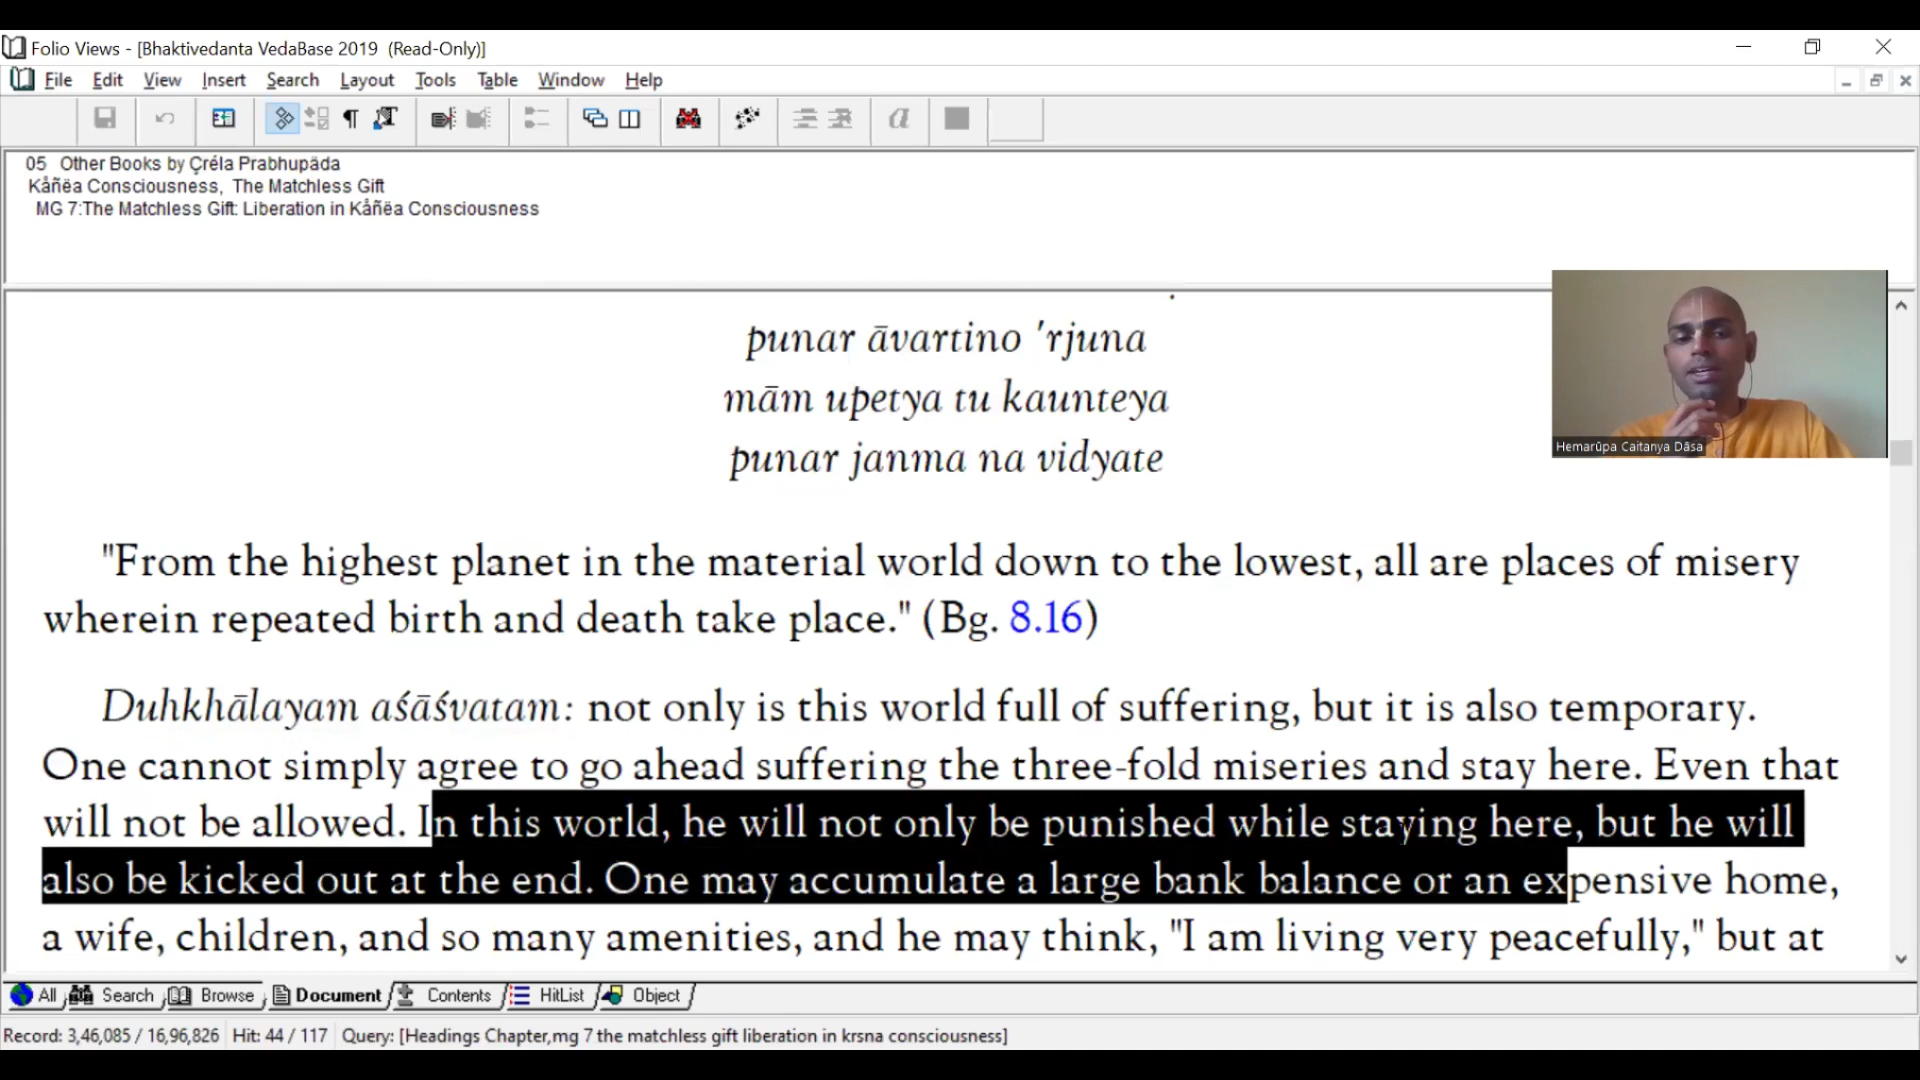 Folio Views - [Bhaktivedanta VedaBase 2019 (Read-Only)]
File Edit View Insert Search Layout Tools Table Window Help
05 Other Books by Çréla Prabhupäda
Kåñëa Consciousness, The Matchless Gift
MG 7:The Matchless Gift: Liberation in Kåñëa Consciousness
punar āvartino 'rjuna
mām upetya tu kaunteya
punar janma na vidyate
Hemarūpa Caitanya Dāsa
"From the highest planet in the material world down to the lowest, all are places of misery
wherein repeated birth and death take place." (Bg. 8.16)
Duhkhālayam aśāśvatam: not only is this world full of suffering, but it is also temporary.
One cannot simply agree to go ahead suffering the three-fold miseries and stay here. Even that
will not be allowed. In this world, he will not only be punished while staying here, but he will
also be kicked out at the end. One may accumulate a large bank balance or an expensive home,
a wife, children, and so many amenities, and he may think, "I am living very peacefully," but at
All Search Browse Document Contents HitList Object
Record: 3,46,085 / 16,96,826 Hit: 44 / 117 Query: [Headings Chapter,mg 7 the matchless gift liberation in krsna consciousness]